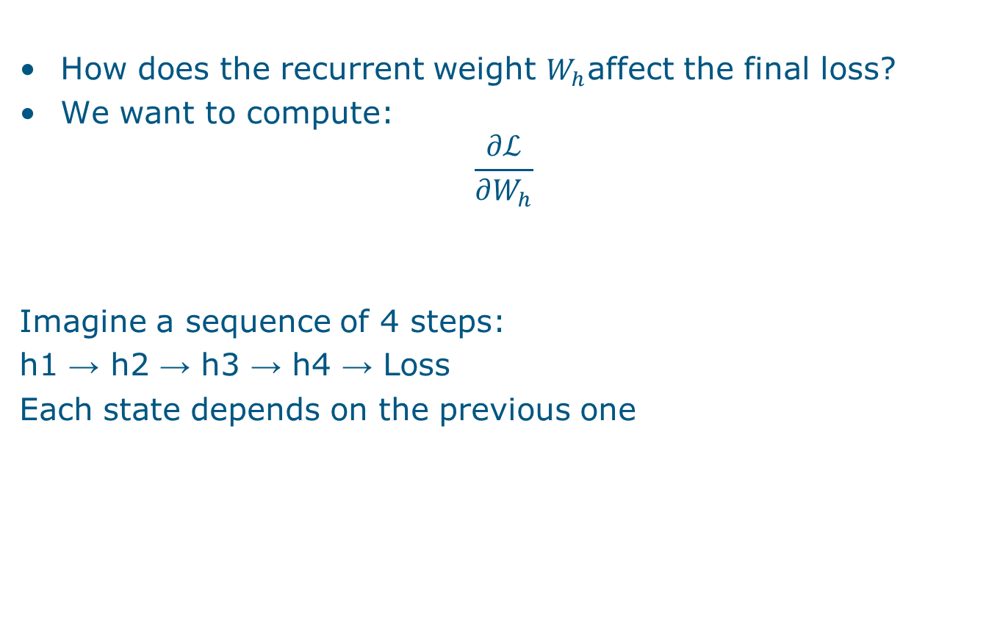 • How does the recurrent weight $W_h$ affect the final loss?
• We want to compute:
$\frac{\partial \mathcal{L}}{\partial W_h}$
Imagine a sequence of 4 steps:
h1 → h2 → h3 → h4 → Loss
Each state depends on the previous one